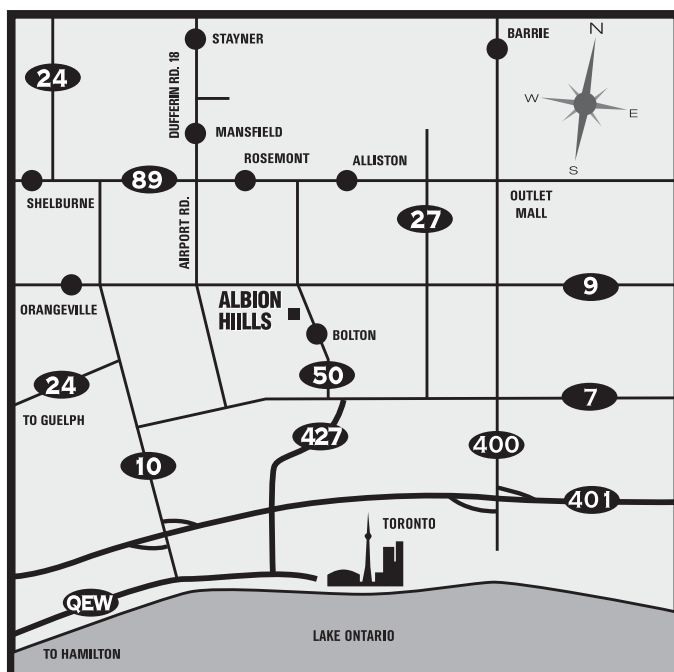 STAYNER
BARRIE
N
24
DUFFERIN RD. 18
W
E
MANSFIELD
ROSEMONT
ALLISTON
S
89
SHELBURNE
OUTLET
MALL
27
AIRPORT RD.
9
ORANGEVILLE
ALBION
HIILLS
BOLTON
50
24
7
TO GUELPH
427
400
10
401
TORONTO
QEW
LAKE ONTARIO
TO HAMILTON